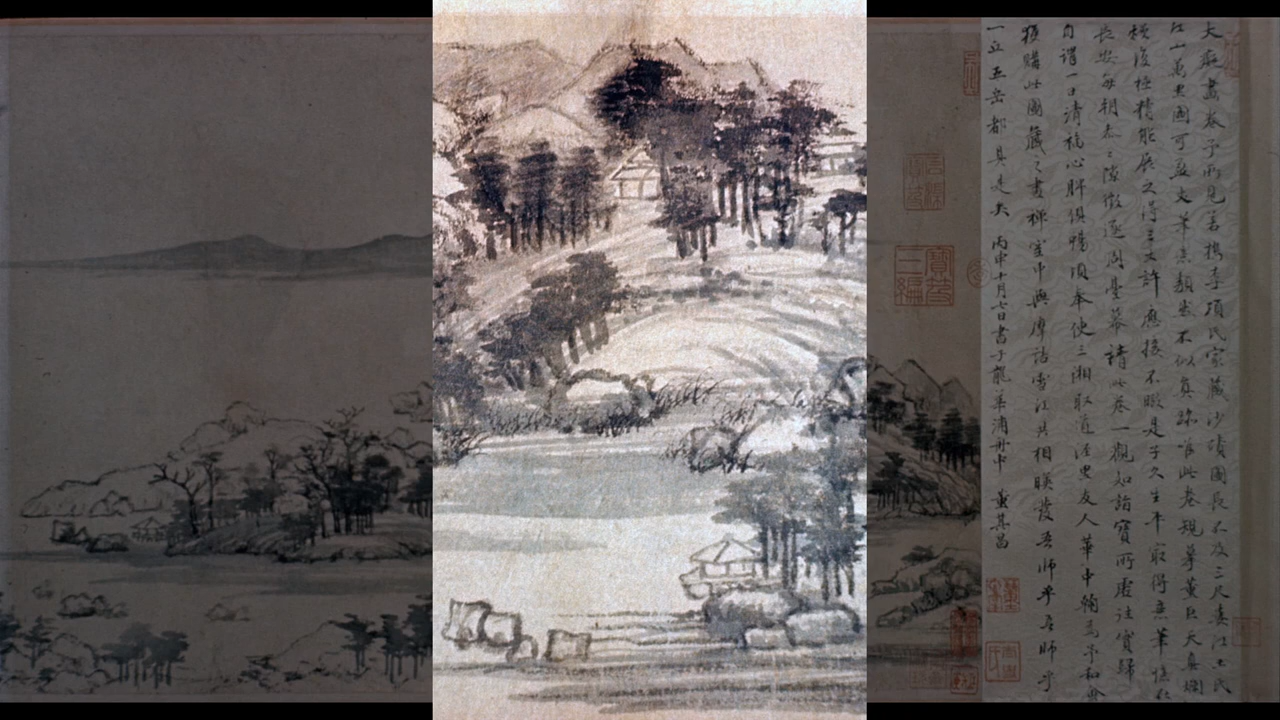 大癡畫卷予所見若檇李項氏家藏沙磧圖長不及三尺婁江王氏
江山萬里圖可盈丈筆意頹然不似真跡唯此卷規摹董巨天真爛
熳復極精能展之得三丈許應接不暇是子久生平最得意筆憶在
長安每朝參之隙徵逐周臺幕請此卷一觀如詣寶所虛往實歸
自謂一日清福心脾俱暢頃奉使三湘取道涇里友人華中翰為予和會
獲購此圖藏之畫禪室中與摩詰雪江共相映發吾師乎吾師乎
一丘五岳都具是矣丙申十月七日書于龍華浦舟中 董其昌
寶笈三編